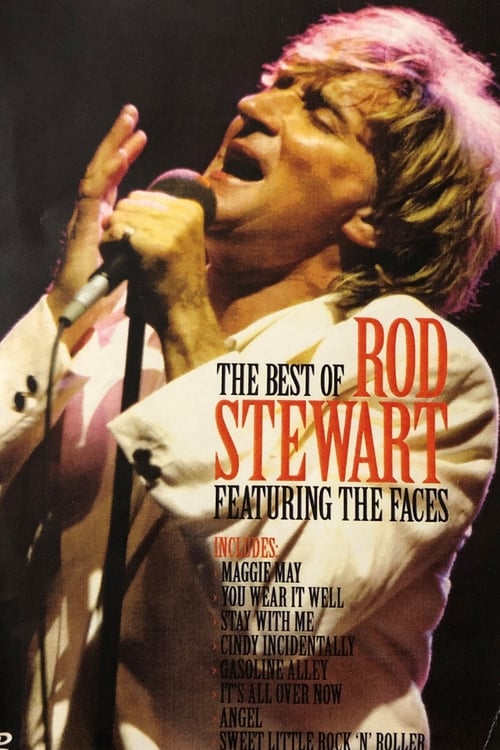 THE BEST OF ROD
STEWART
FEATURING THE FACES
INCLUDES:
MAGGIE MAY
YOU WEAR IT WELL
STAY WITH ME
CINDY INCIDENTALLY
GASOLINE ALLEY
IT'S ALL OVER NOW
ANGEL
SWEET LITTLE ROCK 'N' ROLLER